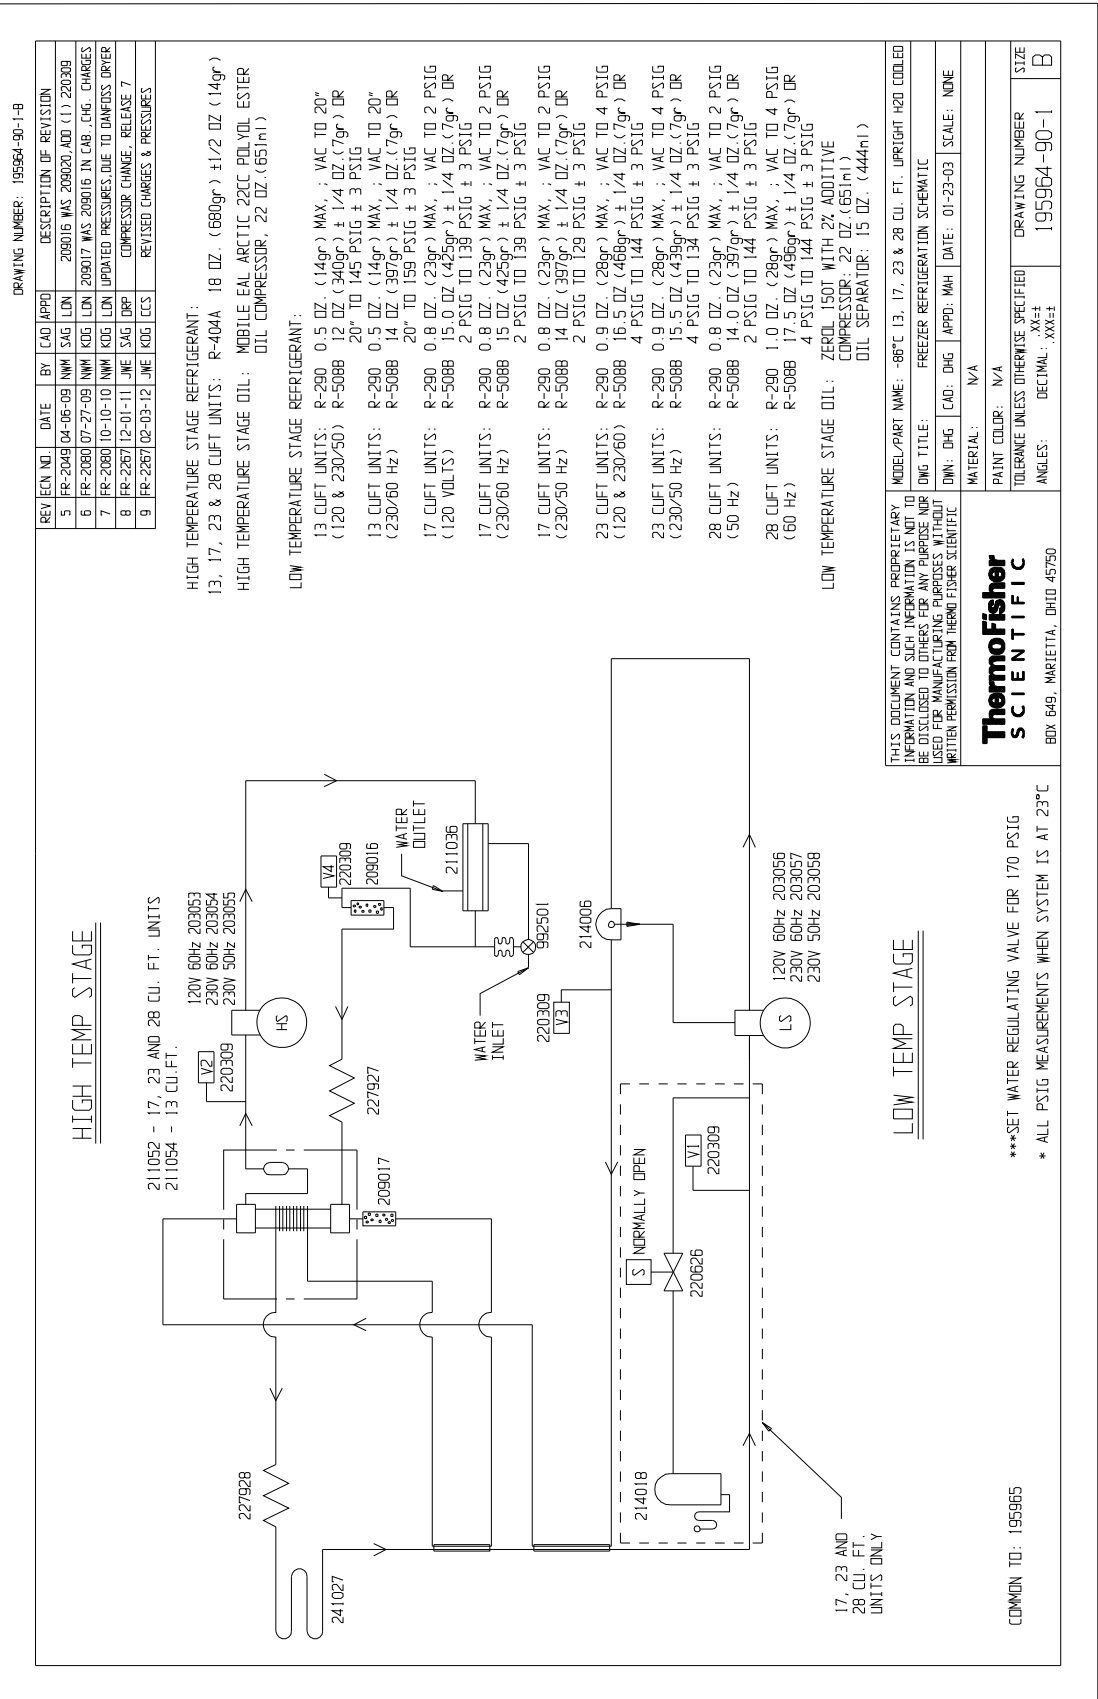 DRAWING NUMBER: 195964-90-1-B
REV ECN NO. DATE BY CAD APPD DESCRIPTION OF REVISION
5 FR-2049 04-06-09 NWM SAG LDN 209016 WAS 209020,ADD (1) 220309
6 FR-2080 07-27-09 NWM KDG LDN 209017 WAS 209016 IN CAB.,CHG. CHARGES
7 FR-2080 10-10-10 NWM KDG LDN UPDATED PRESSURES,DUE TO DANFOSS DRYER
8 FR-2267 12-01-11 JWE SAG DRP COMPRESSOR CHANGE, RELEASE 7
9 FR-2267 02-03-12 JWE KDG CCS REVISED CHARGES & PRESSURES
HIGH TEMPERATURE STAGE REFRIGERANT:
13, 17, 23 & 28 CUFT UNITS: R-404A 18 OZ. (680gr) ±1/2 OZ (14gr)
HIGH TEMPERATURE STAGE OIL: MOBILE EAL ARCTIC 22CC POLYOL ESTER
OIL COMPRESSOR, 22 OZ.(651ml)
LOW TEMPERATURE STAGE REFRIGERANT:
13 CUFT UNITS: R-290 0.5 OZ. (14gr) MAX, ; VAC TO 20"
(120 & 230/50) R-508B 12 OZ (340gr) ± 1/4 OZ.(7gr) OR
20" TO 145 PSIG ± 3 PSIG
13 CUFT UNITS: R-290 0.5 OZ. (14gr) MAX, ; VAC TO 20"
(230/60 Hz) R-508B 14 OZ (397gr) ± 1/4 OZ.(7gr) OR
20" TO 159 PSIG ± 3 PSIG
17 CUFT UNITS: R-290 0.8 OZ. (23gr) MAX, ; VAC TO 2 PSIG
(120 VOLTS) R-508B 15.0 OZ (425gr) ± 1/4 OZ.(7gr) OR
2 PSIG TO 139 PSIG ± 3 PSIG
17 CUFT UNITS: R-290 0.8 OZ. (23gr) MAX, ; VAC TO 2 PSIG
(230/60 Hz) R-508B 15 OZ (425gr) ± 1/4 OZ.(7gr) OR
2 PSIG TO 139 PSIG ± 3 PSIG
17 CUFT UNITS: R-290 0.8 OZ. (23gr) MAX, ; VAC TO 2 PSIG
(230/50 Hz) R-508B 14 OZ (397gr) ± 1/4 OZ.(7gr) OR
2 PSIG TO 129 PSIG ± 3 PSIG
23 CUFT UNITS: R-290 0.9 OZ. (28gr) MAX, ; VAC TO 4 PSIG
(120 & 230/60) R-508B 16.5 OZ (468gr) ± 1/4 OZ.(7gr) OR
4 PSIG TO 144 PSIG ± 3 PSIG
23 CUFT UNITS: R-290 0.9 OZ. (28gr) MAX, ; VAC TO 4 PSIG
(230/50 Hz) R-508B 15.5 OZ (439gr) ± 1/4 OZ.(7gr) OR
4 PSIG TO 134 PSIG ± 3 PSIG
28 CUFT UNITS: R-290 0.8 OZ. (23gr) MAX, ; VAC TO 2 PSIG
(50 Hz) R-508B 14.0 OZ (397gr) ± 1/4 OZ.(7gr) OR
2 PSIG TO 144 PSIG ± 3 PSIG
28 CUFT UNITS: R-290 1.0 OZ. (28gr) MAX, ; VAC TO 4 PSIG
(60 Hz) R-508B 17.5 OZ (496gr) ± 1/4 OZ.(7gr) OR
4 PSIG TO 144 PSIG ± 3 PSIG
LOW TEMPERATURE STAGE OIL: ZEROL 150T WITH 2% ADDITIVE
COMPRESSOR: 22 OZ.(651ml)
OIL SEPARATOR: 15 OZ. (444ml)
HIGH TEMP STAGE
211052 - 17, 23 AND 28 CU. FT. UNITS
211054 - 13 CU.FT.
120V 60Hz 203053
230V 60Hz 203054
230V 50Hz 203055
V2
220309
HS
V4
220309
209016
WATER
OUTLET
211036
992501
WATER
INLET
227927
209017
227928
241027
214006
220309
V3
120V 60Hz 203056
230V 60Hz 203057
230V 50Hz 203058
LS
S
NORMALLY OPEN
220626
V1
220309
214018
17, 23 AND
28 CU. FT.
UNITS ONLY
LOW TEMP STAGE
***SET WATER REGULATING VALVE FOR 170 PSIG
* ALL PSIG MEASUREMENTS WHEN SYSTEM IS AT 23°C
COMMON TO: 195965
THIS DOCUMENT CONTAINS PROPRIETARY
INFORMATION AND SUCH INFORMATION IS NOT TO
BE DISCLOSED TO OTHERS FOR ANY PURPOSE NOR
USED FOR MANUFACTURING PURPOSES WITHOUT
WRITTEN PERMISSION FROM THERMO FISHER SCIENTIFIC
ThermoFisher
SCIENTIFIC
BOX 649, MARIETTA, OHIO 45750
MODEL/PART NAME: -86°C 13, 17, 23 & 28 CU. FT. UPRIGHT H2O COOLED
DWG TITLE: FREEZER REFRIGERATION SCHEMATIC
DWN: DHG CAD: DHG APPD: MAH DATE: 01-23-03 SCALE: NONE
MATERIAL: N/A
PAINT COLOR: N/A
TOLERANCE UNLESS OTHERWISE SPECIFIED
ANGLES: DECIMAL: .XX=±
.XXX=±
DRAWING NUMBER
195964-90-1
SIZE
B